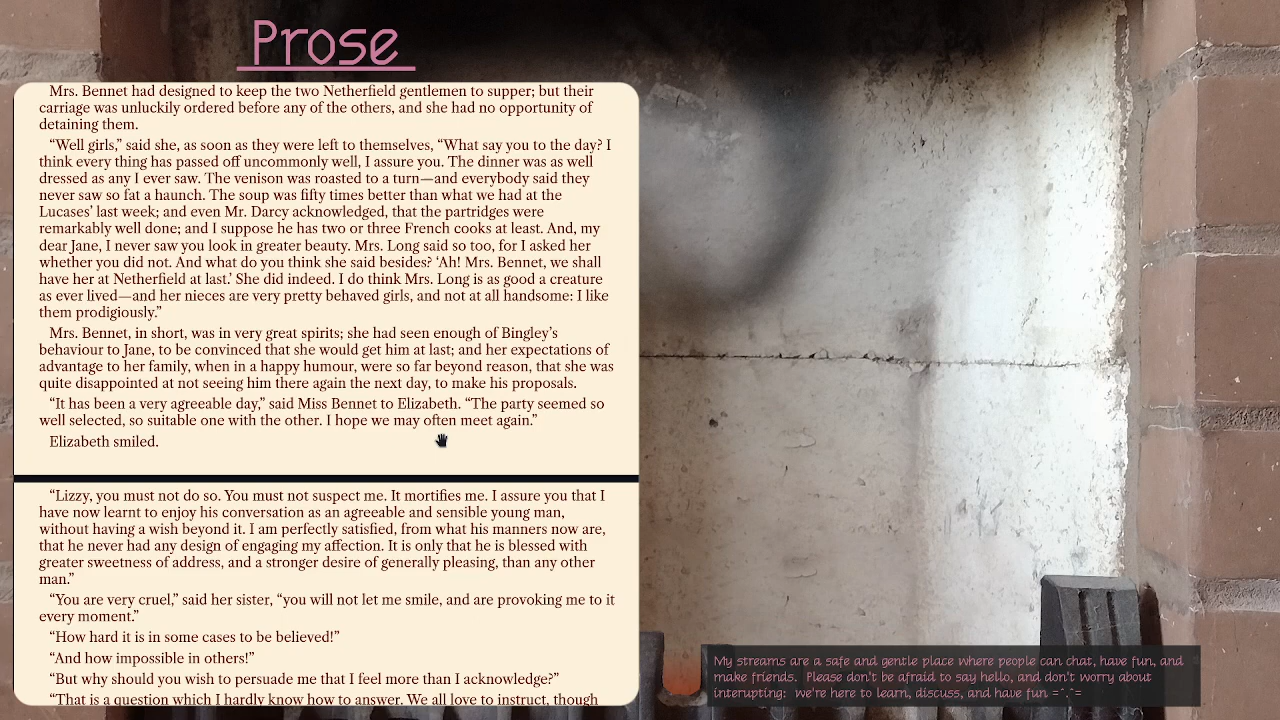 Prose
Mrs. Bennet had designed to keep the two Netherfield gentlemen to supper; but their
carriage was unluckily ordered before any of the others, and she had no opportunity of
detaining them.
“Well girls,” said she, as soon as they were left to themselves, “What say you to the day? I
think every thing has passed off uncommonly well, I assure you. The dinner was as well
dressed as any I ever saw. The venison was roasted to a turn—and everybody said they
never saw so fat a haunch. The soup was fifty times better than what we had at the
Lucases’ last week; and even Mr. Darcy acknowledged, that the partridges were
remarkably well done; and I suppose he has two or three French cooks at least. And, my
dear Jane, I never saw you look in greater beauty. Mrs. Long said so too, for I asked her
whether you did not. And what do you think she said besides? ‘Ah! Mrs. Bennet, we shall
have her at Netherfield at last.’ She did indeed. I do think Mrs. Long is as good a creature
as ever lived—and her nieces are very pretty behaved girls, and not at all handsome: I like
them prodigiously.”
Mrs. Bennet, in short, was in very great spirits; she had seen enough of Bingley’s
behaviour to Jane, to be convinced that she would get him at last; and her expectations of
advantage to her family, when in a happy humour, were so far beyond reason, that she was
quite disappointed at not seeing him there again the next day, to make his proposals.
“It has been a very agreeable day,” said Miss Bennet to Elizabeth. “The party seemed so
well selected, so suitable one with the other. I hope we may often meet again.”
Elizabeth smiled.
“Lizzy, you must not do so. You must not suspect me. It mortifies me. I assure you that I
have now learnt to enjoy his conversation as an agreeable and sensible young man,
without having a wish beyond it. I am perfectly satisfied, from what his manners now are,
that he never had any design of engaging my affection. It is only that he is blessed with
greater sweetness of address, and a stronger desire of generally pleasing, than any other
man.”
“You are very cruel,” said her sister, “you will not let me smile, and are provoking me to it
every moment.”
“How hard it is in some cases to be believed!”
“And how impossible in others!”
“But why should you wish to persuade me that I feel more than I acknowledge?”
“That is a question which I hardly know how to answer. We all love to instruct, though
My streams are a safe and gentle place where people can chat, have fun, and
make friends. Please don't be afraid to say hello, and don't worry about
interupting: we're here to learn, discuss, and have fun =^.^=